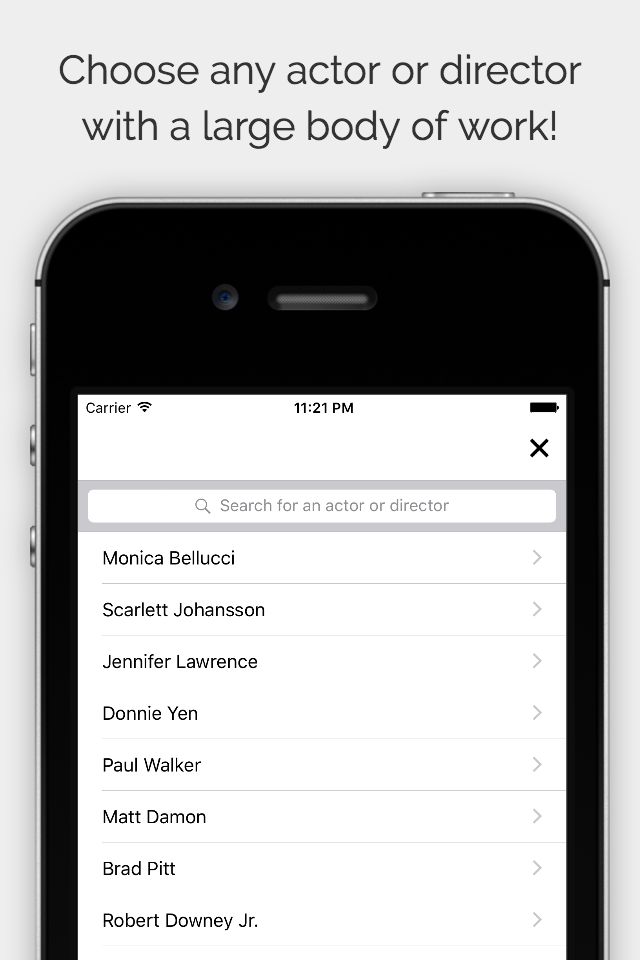 Choose any actor or director
with a large body of work!
Carrier 11:21 PM
Search for an actor or director
Monica Bellucci
Scarlett Johansson
Jennifer Lawrence
Donnie Yen
Paul Walker
Matt Damon
Brad Pitt
Robert Downey Jr.